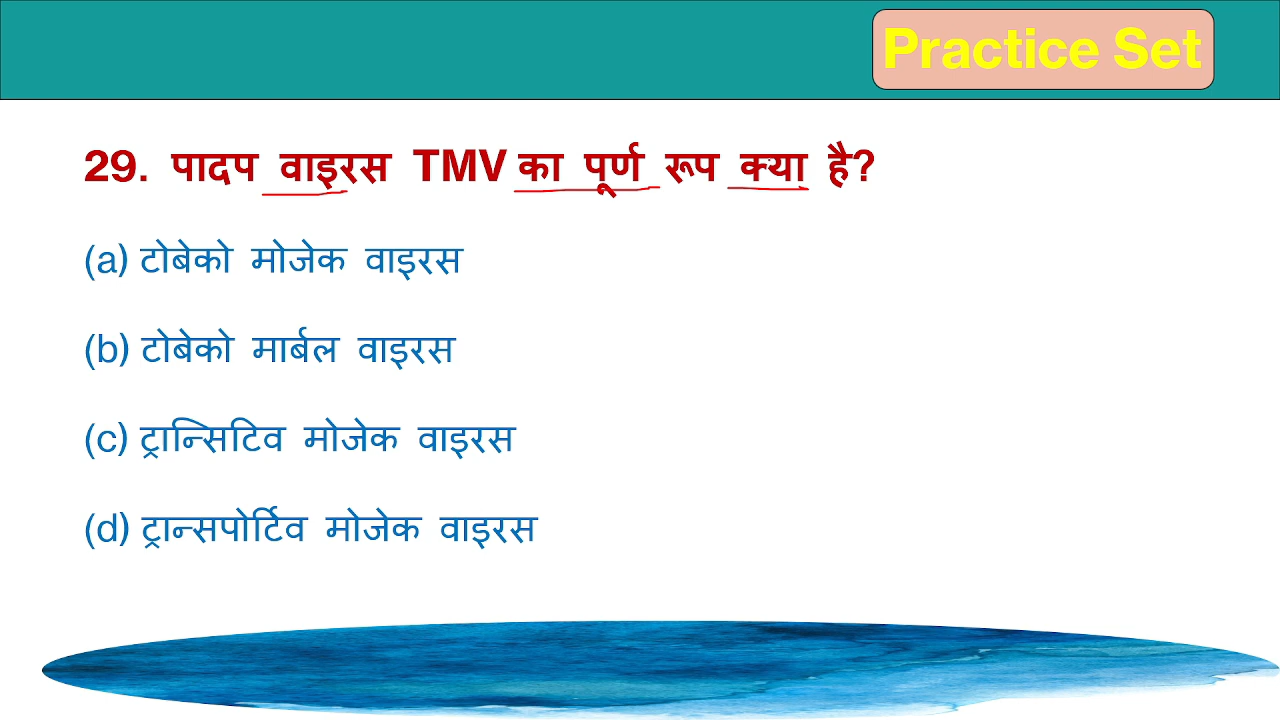 Practice Set
29. पादप वाइरस TMV का पूर्ण रूप क्या है?
(a) टोबेको मोजेक वाइरस
(b) टोबेको मार्बल वाइरस
(c) ट्रान्सिटिव मोजेक वाइरस
(d) ट्रान्सपोर्टिव मोजेक वाइरस